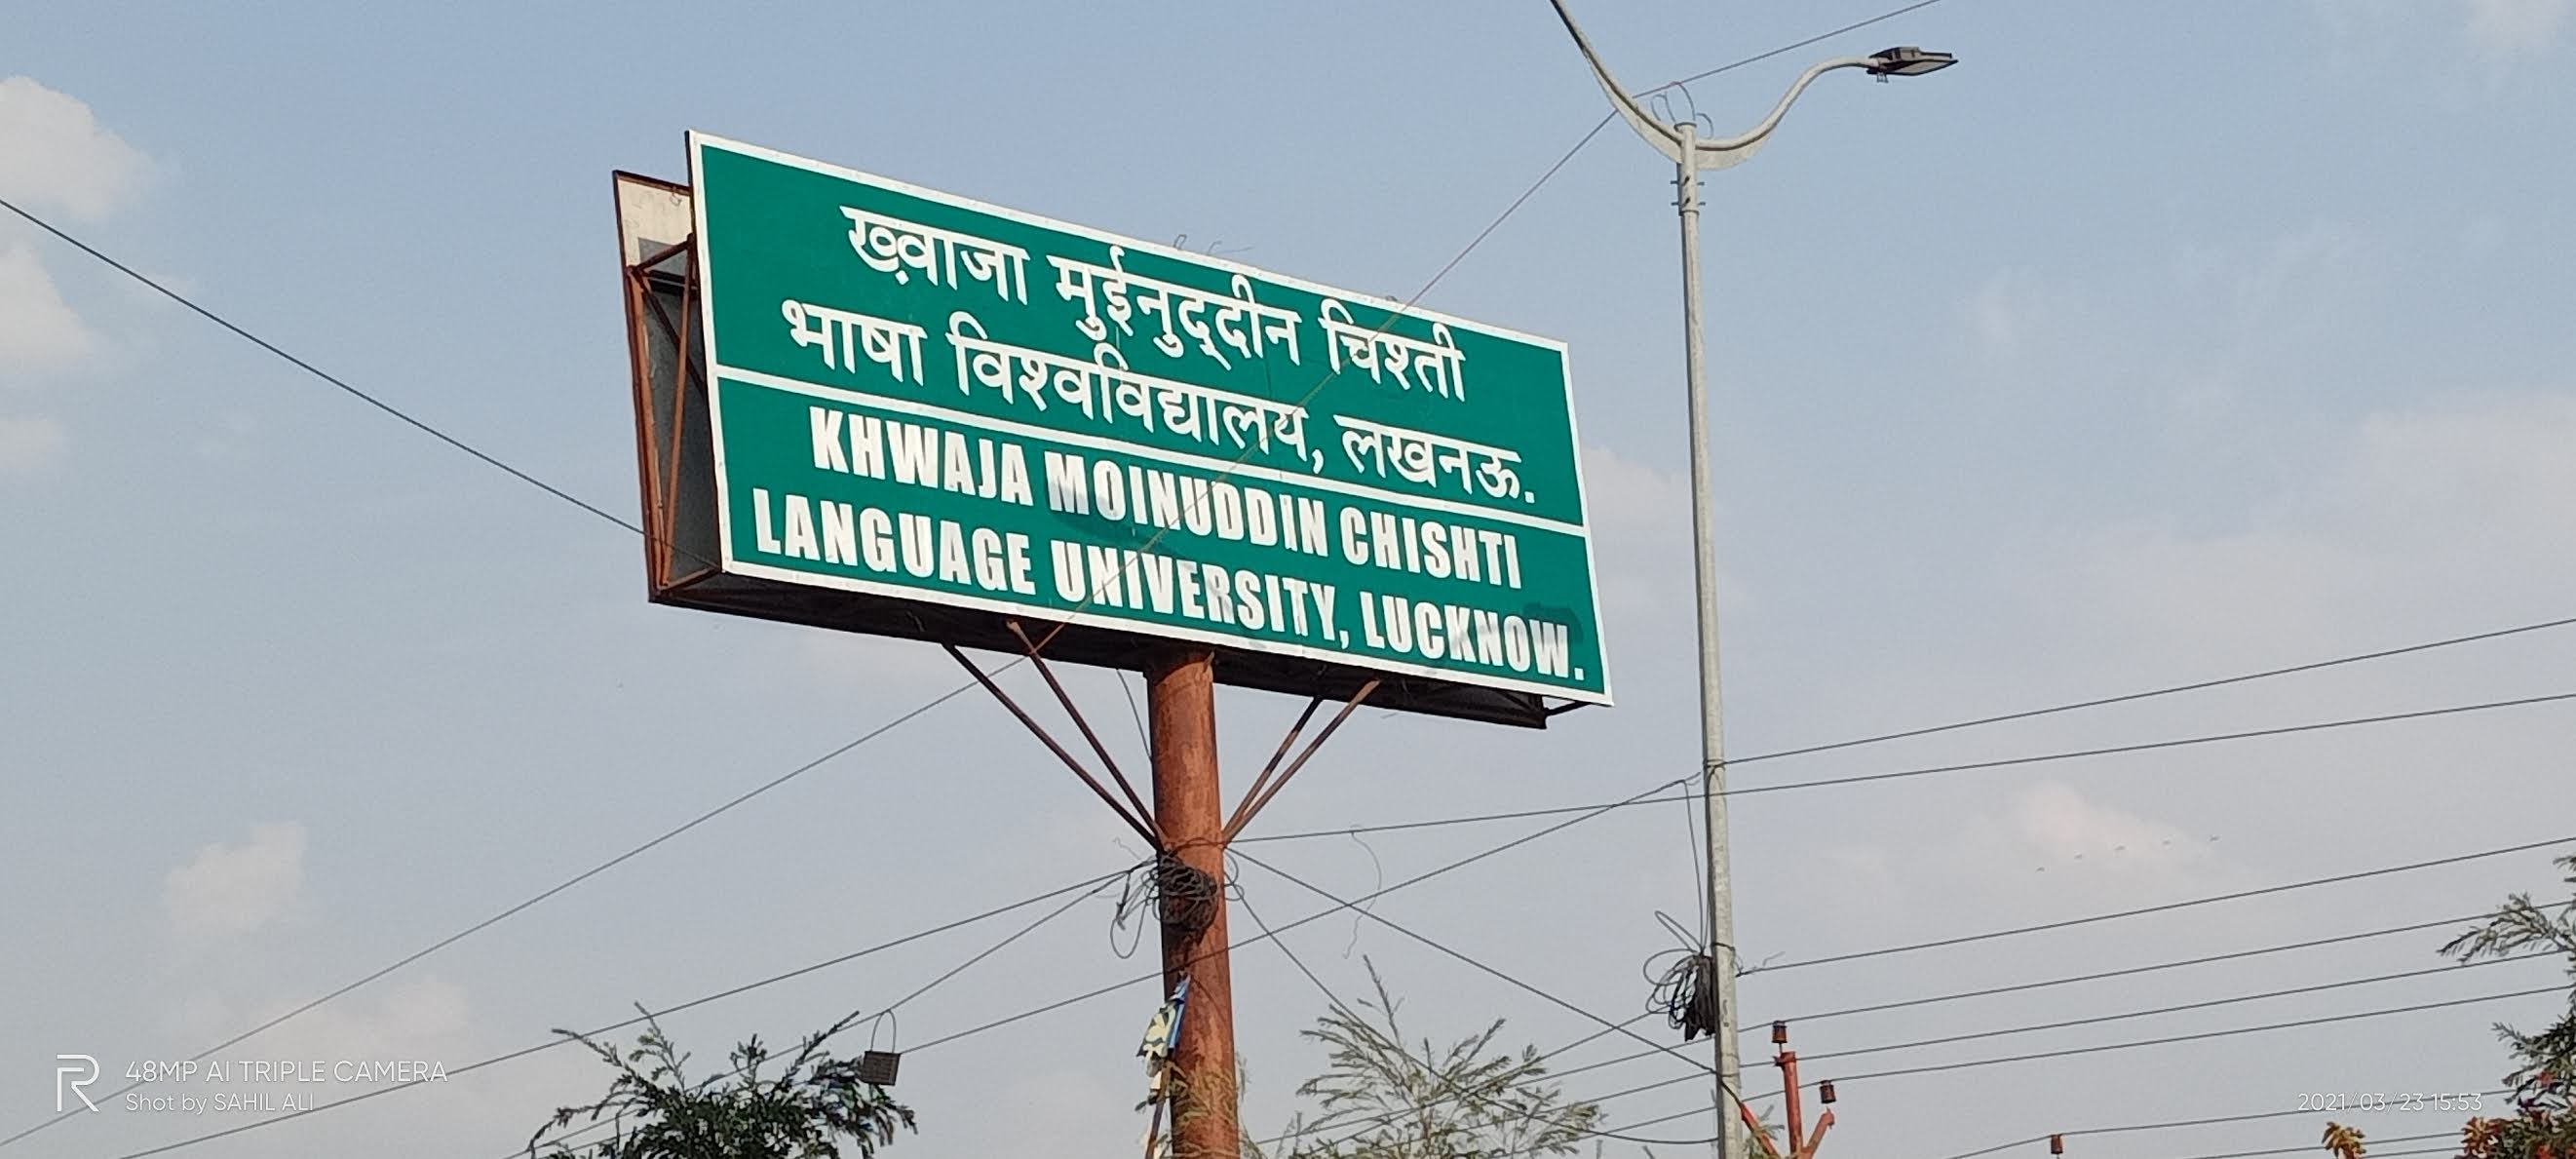 ख़्वाजा मुईनुद्दीन चिश्ती
भाषा विश्वविद्यालय, लखनऊ.
KHWAJA MOINUDDIN CHISHTI
LANGUAGE UNIVERSITY, LUCKNOW.
R 48MP AI TRIPLE CAMERA
Shot by SAHIL ALI
2021/03/23 15:53